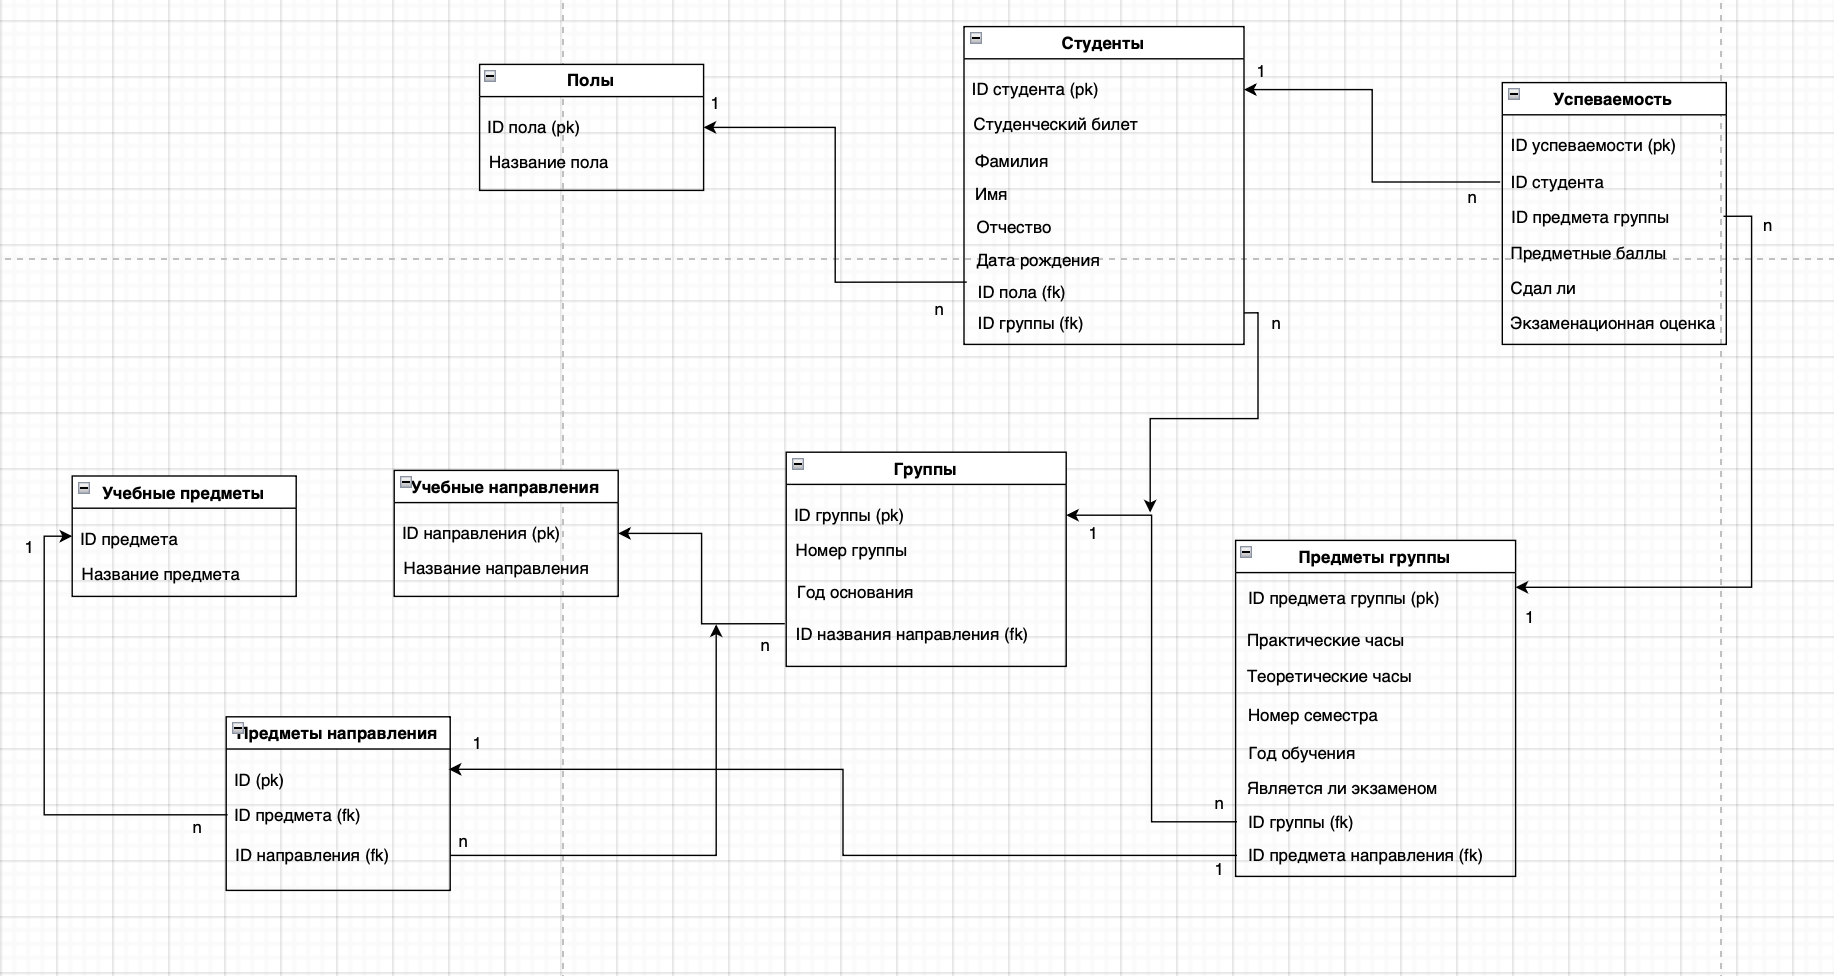 Полы
1
ID пола (pk)
Название пола
Студенты
1
ID студента (pk)
Студенческий билет
Фамилия
Имя
Отчество
Дата рождения
ID пола (fk)
n
ID группы (fk)
n
Успеваемость
ID успеваемости (pk)
ID студента
n
ID предмета группы
n
Предметные баллы
Сдал ли
Экзаменационная оценка
Учебные предметы
1
ID предмета
Название предмета
Учебные направления
ID направления (pk)
Название направления
Группы
ID группы (pk)
1
Номер группы
Год основания
ID названия направления (fk)
n
Предметы группы
ID предмета группы (pk)
1
Практические часы
Теоретические часы
Номер семестра
Год обучения
Является ли экзаменом
n
ID группы (fk)
ID предмета направления (fk)
1
Предметы направления
1
ID (pk)
ID предмета (fk)
n
ID направления (fk)
n